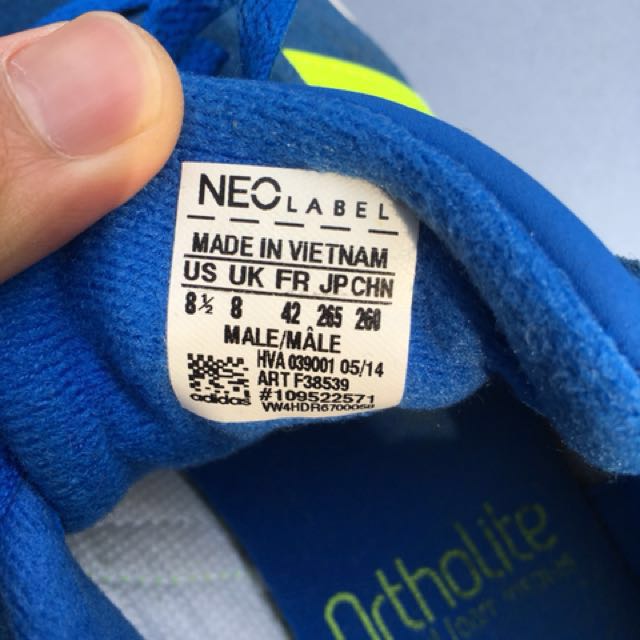 NEO LABEL
MADE IN VIETNAM
US UK FR JP CHN
8½ 8 42 265 260
MALE/MÂLE
HVA 039001 05/14
ART F38539
#109522571
adidas
OrthoLite